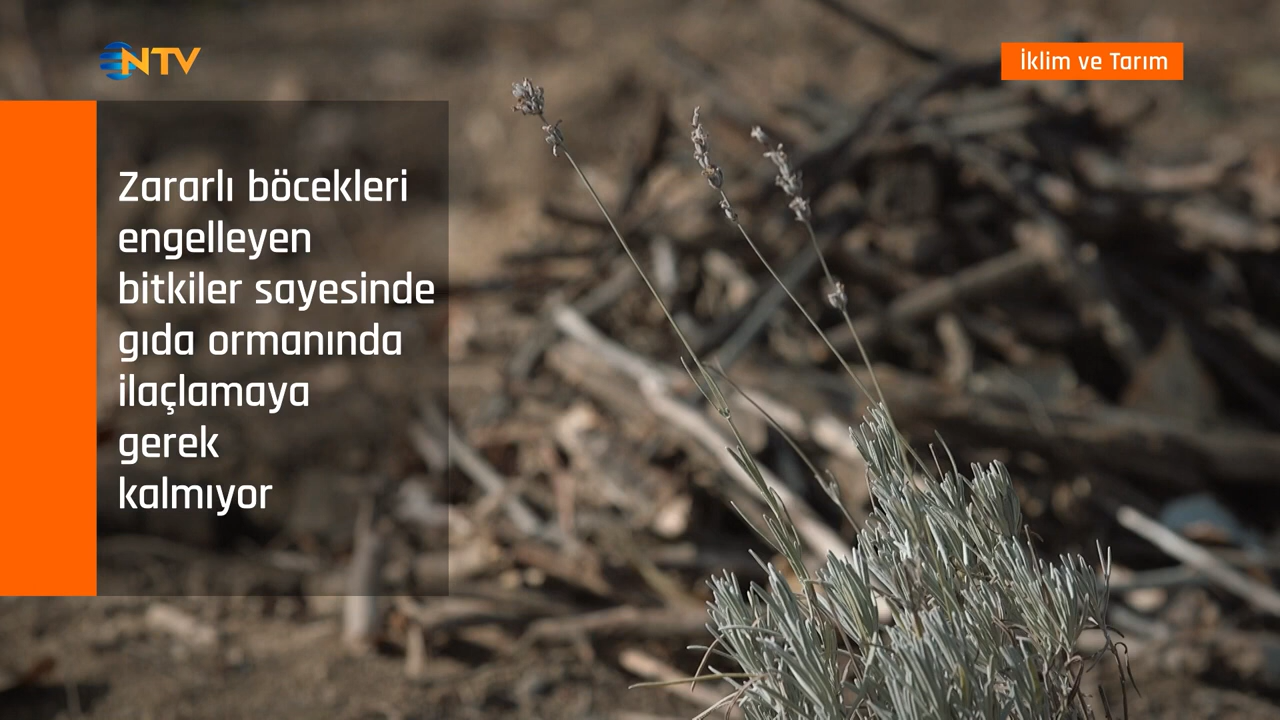 NTV
İklim ve Tarım
Zararlı böcekleri
engelleyen
bitkiler sayesinde
gıda ormanında
ilaçlamaya
gerek
kalmıyor